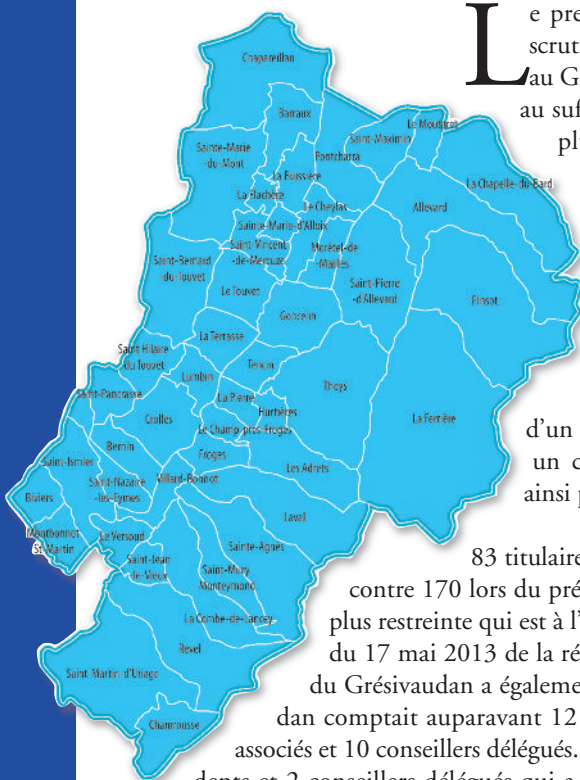 Le pre
scrut
au G
au suf
pl
Chapareillan
Barraux
Le Moutaret
Saint-Maximin
Sainte-Marie
-du-Mont
Pontcharra
La Buissière
La Chapelle-du-Bard
La Flachère
Le Cheylas
Allevard
Sainte-Marie-d'Alloix
Saint-Vincent
-de-Mercuze
Morêtel-de
-Mailles
Saint-Bernard
-du-Touvet
Saint-Pierre
-d'Allevard
Le Touvet
Pinsot
Goncelin
La Terrasse
Saint Hilaire
du Touvet
Tencin
Lumbin
Theys
Saint-Pancrasse
La Pierre
Hurtières
La Ferrière
Crolles
Le Champ-près-Froges
Bernin
Froges
Saint-Ismier
Les Adrets
Saint-Nazaire
-les-Eymes
Villard-Bonnot
Biviers
Laval
Montbonnot
St-Martin
Le Versoud
Sainte-Agnès
Saint-Jean
-de-Vieux
Saint-Mury
Monteymond
La Combe-de-Lancey
Revel
Saint-Martin-d'Uriage
Chamrousse
d'un
un c
ainsi p
83 titulaire
contre 170 lors du pré
plus restreinte qui est à l'
du 17 mai 2013 de la ré
du Grésivaudan a égaleme
dan comptait auparavant 12
associés et 10 conseillers délégués.
dents et 2 conseillers délégués qui